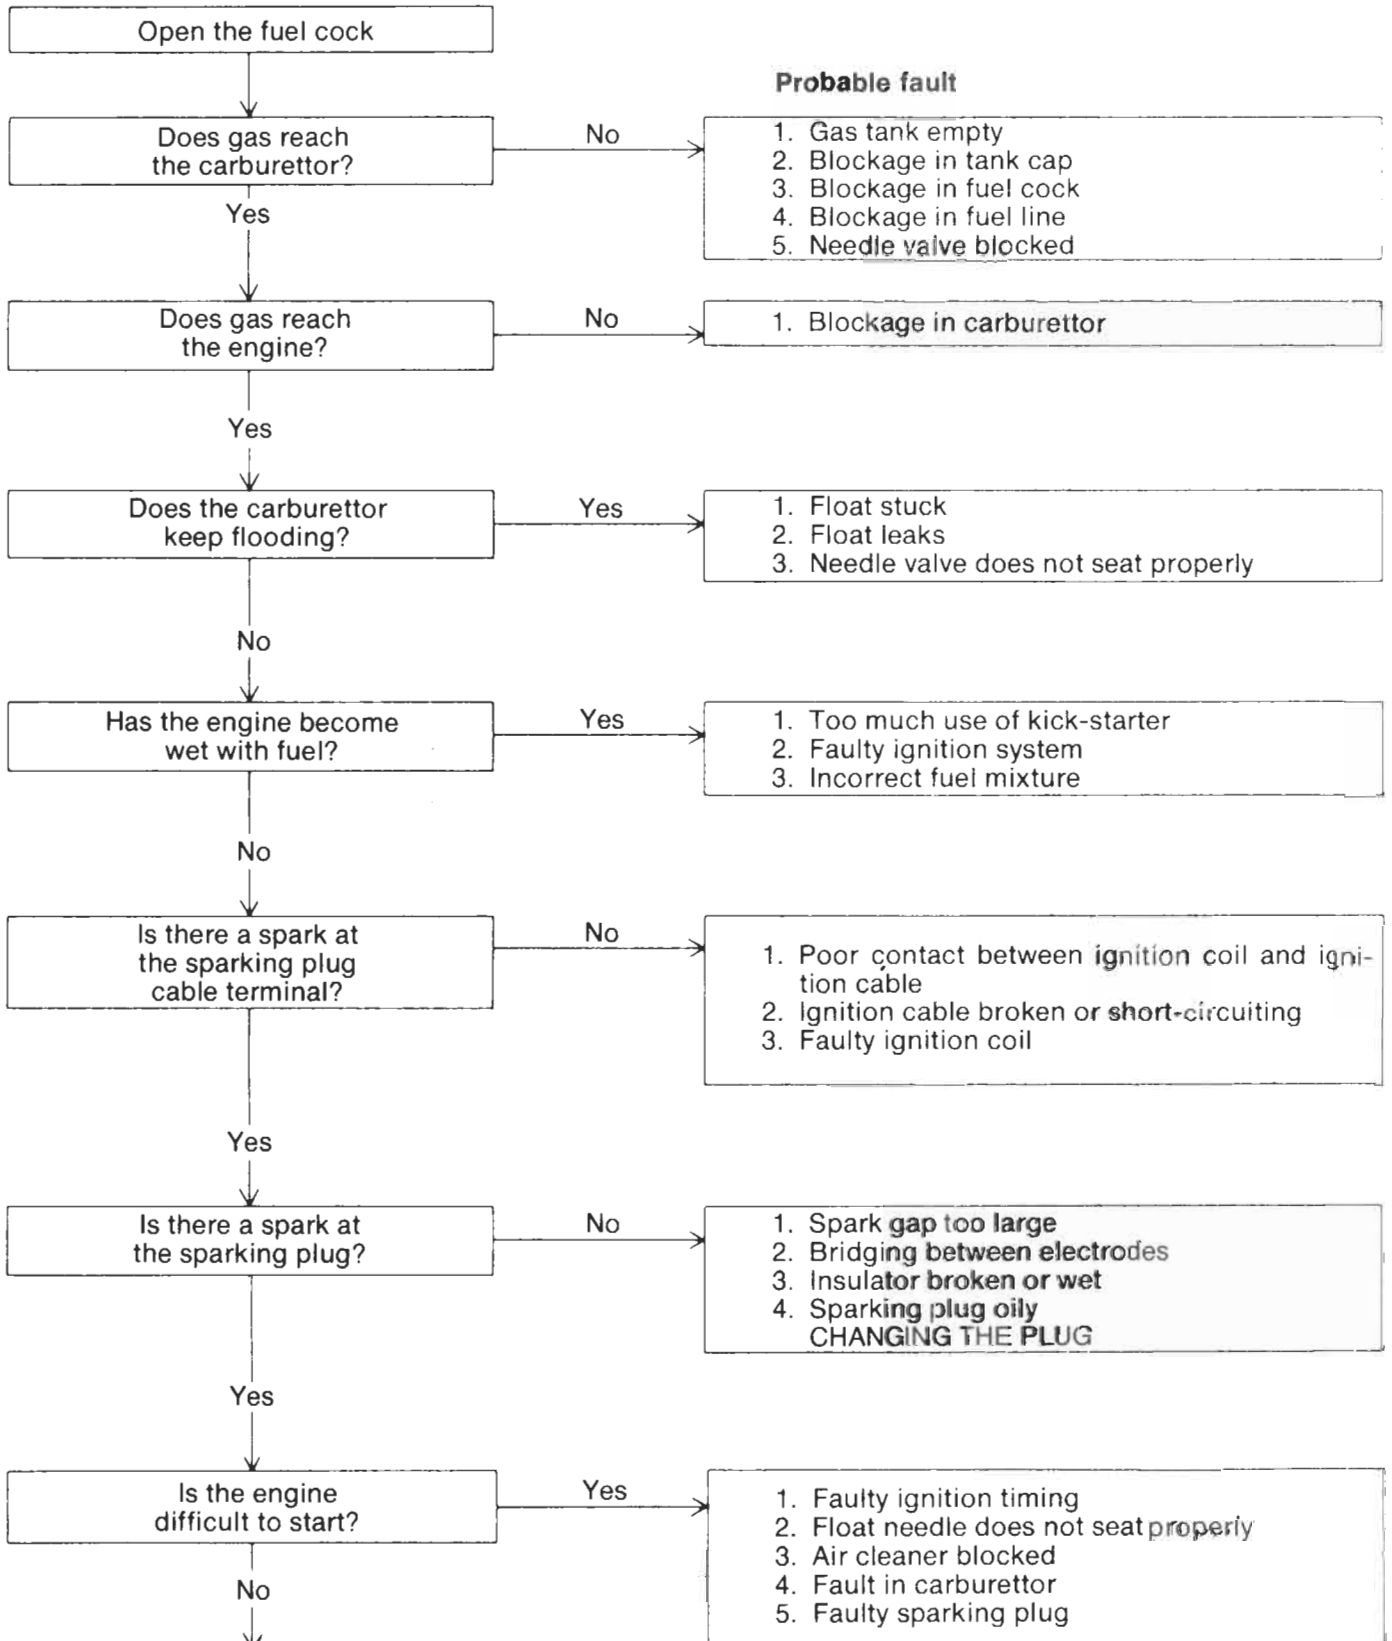 Open the fuel cock
Probable fault
Does gas reach
the carburettor?
No
1. Gas tank empty
2. Blockage in tank cap
3. Blockage in fuel cock
4. Blockage in fuel line
5. Needle valve blocked
Yes
Does gas reach
the engine?
No
1. Blockage in carburettor
Yes
Does the carburettor
keep flooding?
Yes
1. Float stuck
2. Float leaks
3. Needle valve does not seat properly
No
Has the engine become
wet with fuel?
Yes
1. Too much use of kick-starter
2. Faulty ignition system
3. Incorrect fuel mixture
No
Is there a spark at
the sparking plug
cable terminal?
No
1. Poor contact between ignition coil and igni-
tion cable
2. Ignition cable broken or short-circuiting
3. Faulty ignition coil
Yes
Is there a spark at
the sparking plug?
No
1. Spark gap too large
2. Bridging between electrodes
3. Insulator broken or wet
4. Sparking plug oily
CHANGING THE PLUG
Yes
Is the engine
difficult to start?
Yes
1. Faulty ignition timing
2. Float needle does not seat properly
3. Air cleaner blocked
4. Fault in carburettor
5. Faulty sparking plug
No